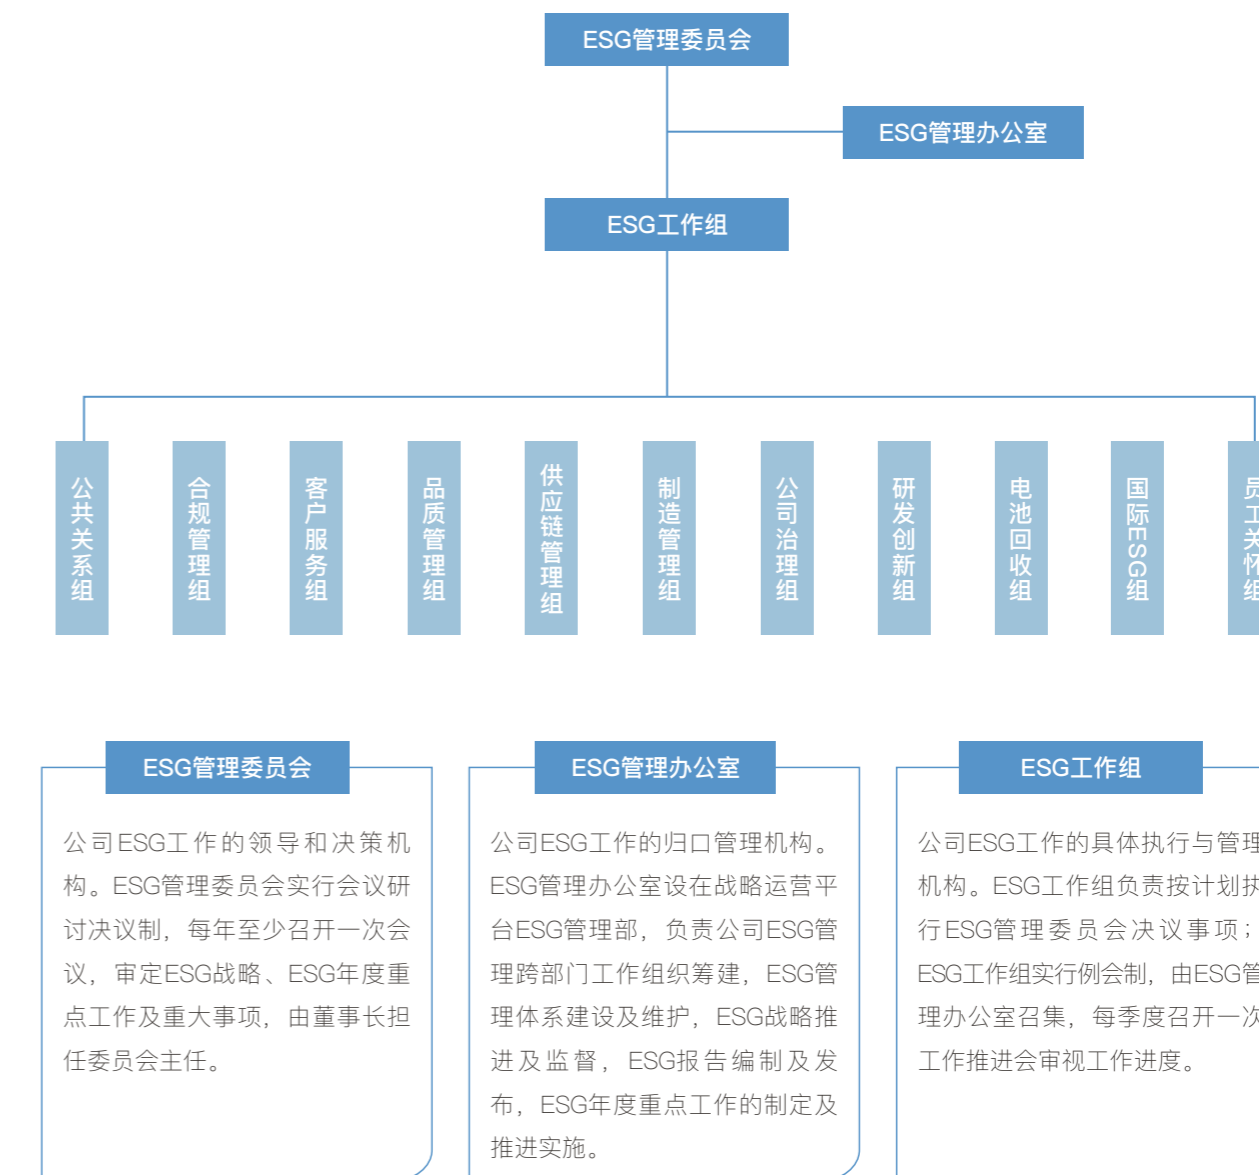 ESG管理委员会
ESG管理办公室
ESG工作组
公共关系组
合规管理组
客户服务组
品质管理组
供应链管理组
制造管理组
公司治理组
研发创新组
电池回收组
国际ESG组
员工关怀组
ESG管理委员会
公司ESG工作的领导和决策机
构。ESG管理委员会实行会议研
讨决议制，每年至少召开一次会
议，审定ESG战略、ESG年度重
点工作及重大事项，由董事长担
任委员会主任。
ESG管理办公室
公司ESG工作的归口管理机构。
ESG管理办公室设在战略运营平
台ESG管理部，负责公司ESG管
理跨部门工作组织筹建，ESG管
理体系建设及维护，ESG战略推
进及监督，ESG报告编制及发
布，ESG年度重点工作的制定及
推进实施。
ESG工作组
公司ESG工作的具体执行与管理
机构。ESG工作组负责按计划执
行ESG管理委员会决议事项；
ESG工作组实行例会制，由ESG管
理办公室召集，每季度召开一次
工作推进会审视工作进度。